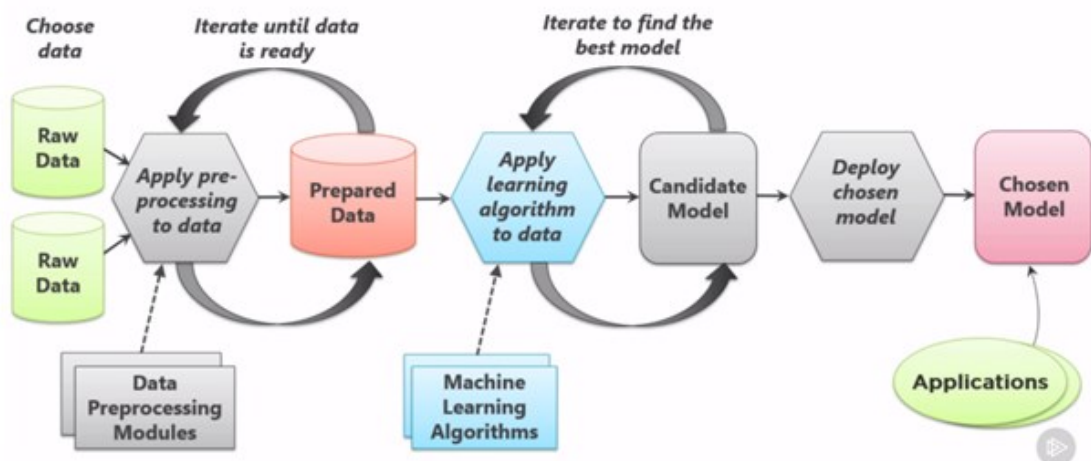 Choose
data
Iterate until data
is ready
Iterate to find the
best model
Raw
Data
Raw
Data
Apply pre-
processing
to data
Prepared
Data
Apply
learning
algorithm
to data
Candidate
Model
Deploy
chosen
model
Chosen
Model
Data
Preprocessing
Modules
Machine
Learning
Algorithms
Applications